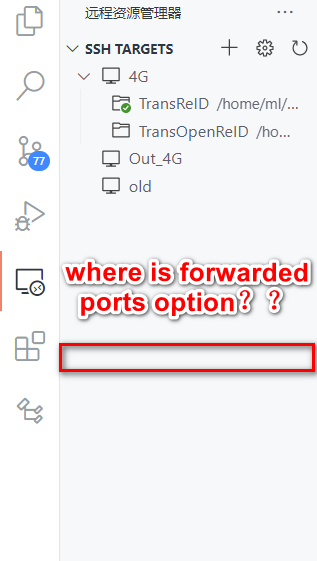 远程资源管理器 ...
SSH TARGETS
4G
TransReID /home/ml/...
TransOpenReID /ho...
77
Out_4G
old
where is forwarded
ports option？？